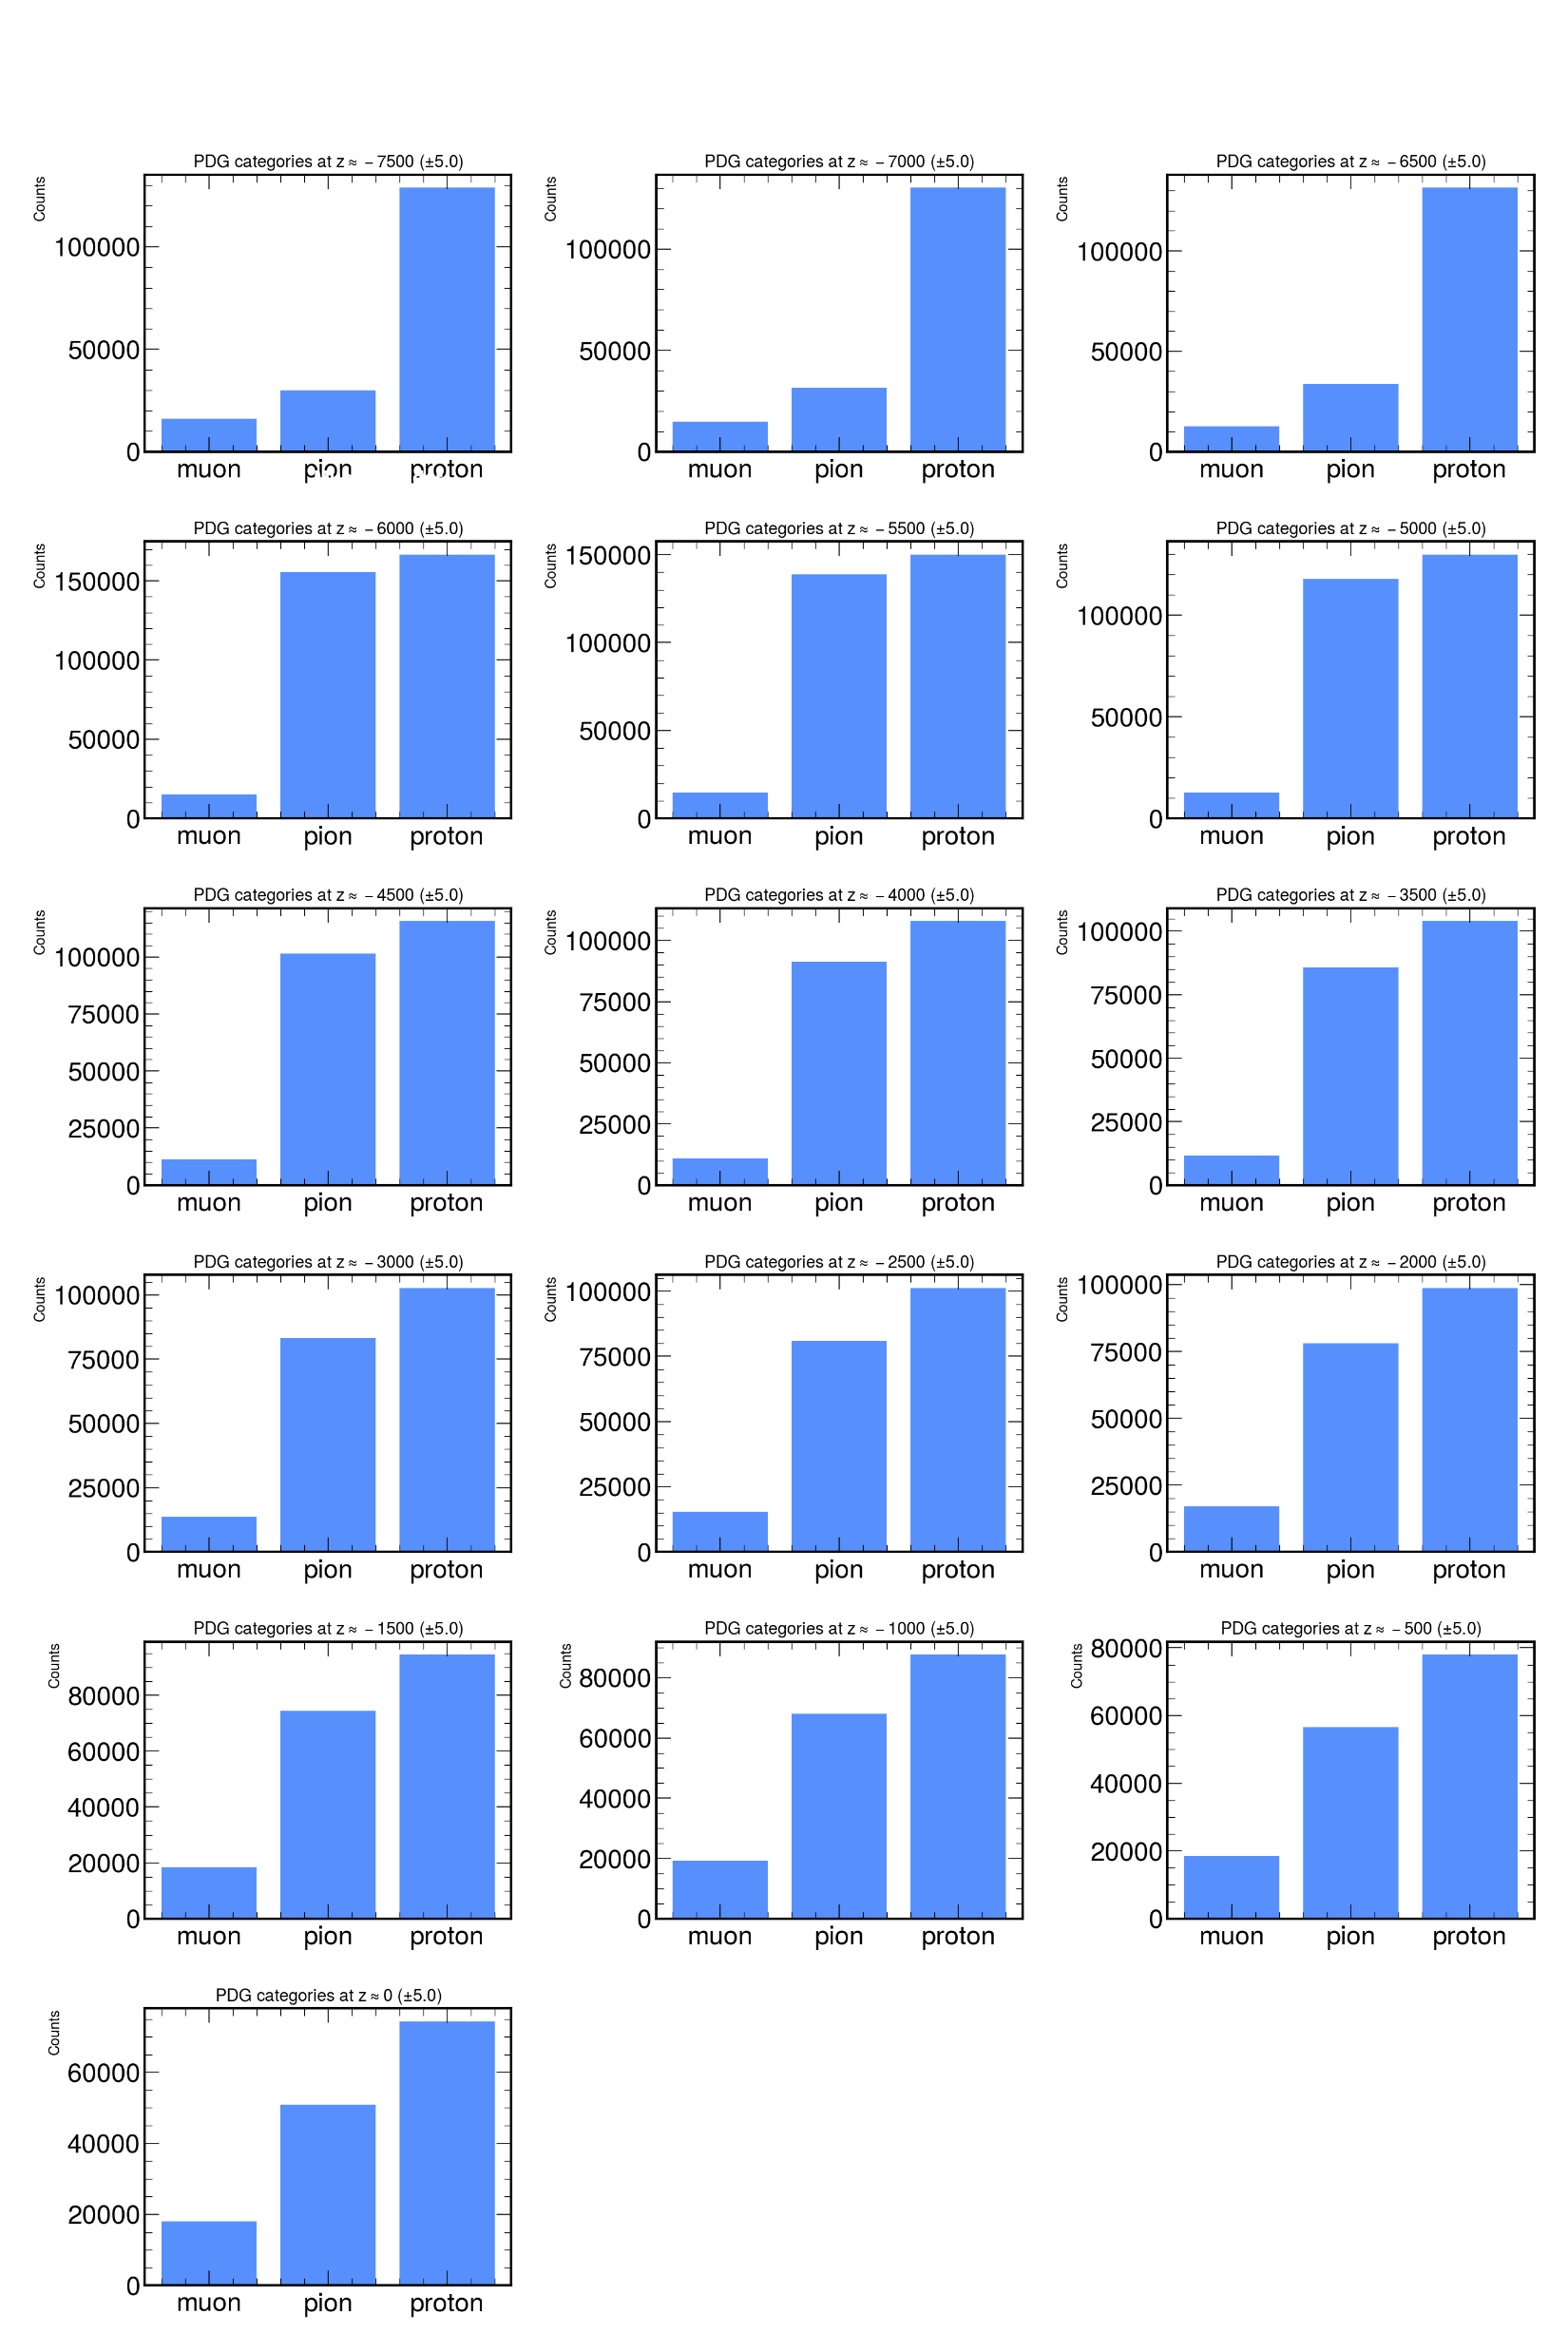 PDG categories at z ≈ − 7500 (±5.0)
Counts
100000
50000
0
muon pion proton
PDG categories at z ≈ − 7000 (±5.0)
Counts
100000
50000
0
muon pion proton
PDG categories at z ≈ − 6500 (±5.0)
Counts
100000
50000
0
muon pion proton
PDG categories at z ≈ − 6000 (±5.0)
Counts
150000
100000
50000
0
muon pion proton
PDG categories at z ≈ − 5500 (±5.0)
Counts
150000
100000
50000
0
muon pion proton
PDG categories at z ≈ − 5000 (±5.0)
Counts
100000
50000
0
muon pion proton
PDG categories at z ≈ − 4500 (±5.0)
Counts
100000
75000
50000
25000
0
muon pion proton
PDG categories at z ≈ − 4000 (±5.0)
Counts
100000
75000
50000
25000
0
muon pion proton
PDG categories at z ≈ − 3500 (±5.0)
Counts
100000
75000
50000
25000
0
muon pion proton
PDG categories at z ≈ − 3000 (±5.0)
Counts
100000
75000
50000
25000
0
muon pion proton
PDG categories at z ≈ − 2500 (±5.0)
Counts
100000
75000
50000
25000
0
muon pion proton
PDG categories at z ≈ − 2000 (±5.0)
Counts
100000
75000
50000
25000
0
muon pion proton
PDG categories at z ≈ − 1500 (±5.0)
Counts
80000
60000
40000
20000
0
muon pion proton
PDG categories at z ≈ − 1000 (±5.0)
Counts
80000
60000
40000
20000
0
muon pion proton
PDG categories at z ≈ − 500 (±5.0)
Counts
80000
60000
40000
20000
0
muon pion proton
PDG categories at z ≈ 0 (±5.0)
Counts
60000
40000
20000
0
muon pion proton